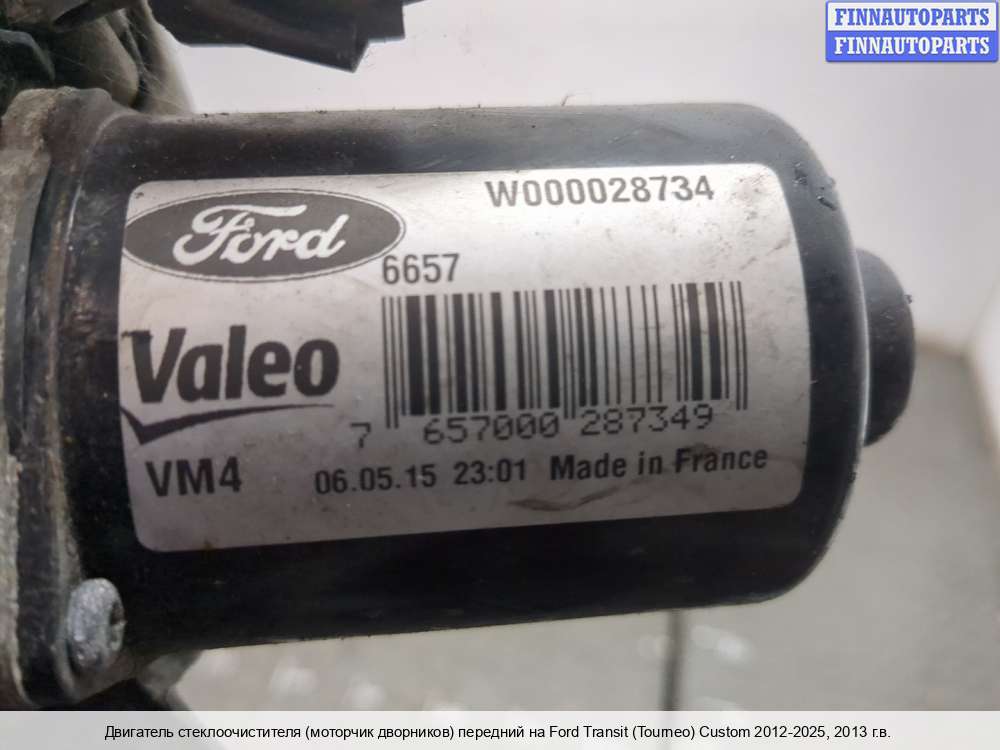 FINNAUTOPARTS
FINNAUTOPARTS
W000028734
Ford
6657
Valeo
7 657000 287349
VM4 06.05.15 23:01 Made in France
Двигатель стеклоочистителя (моторчик дворников) передний на Ford Transit (Tourneo) Custom 2012-2025, 2013 г.в.